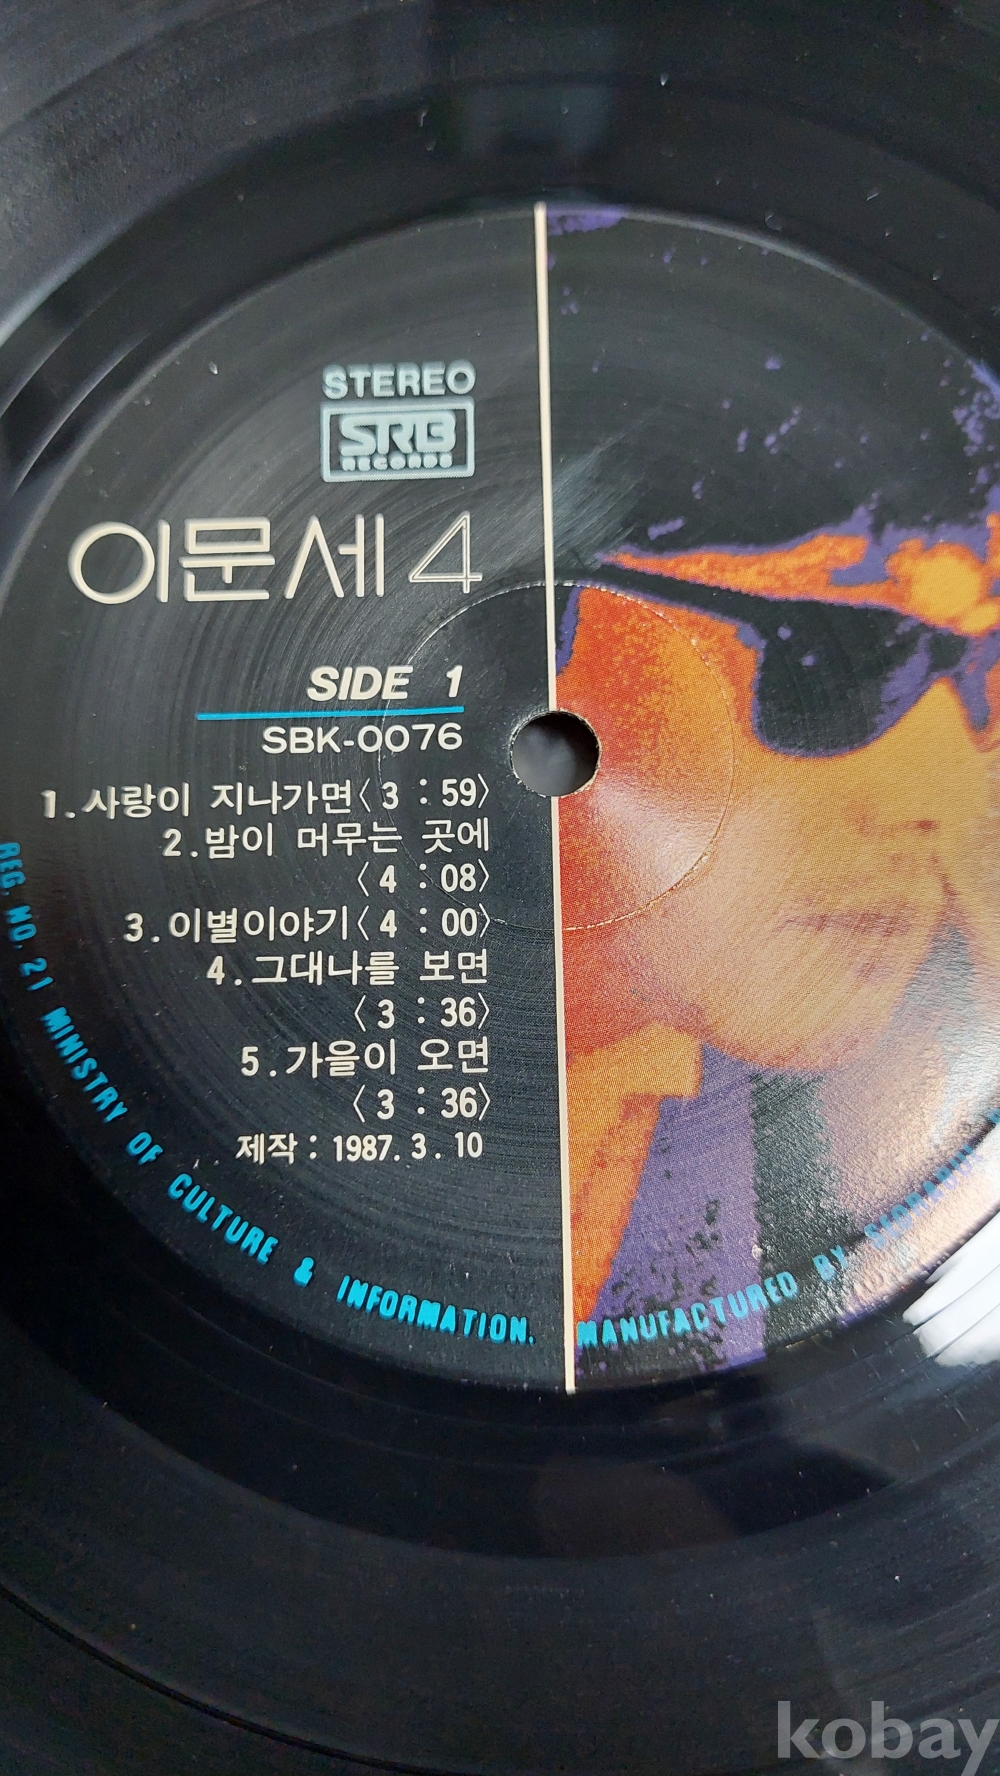 STEREO
SRB
RECORDS
이문세 4
SIDE 1
SBK-0076
1.사랑이 지나가면〈3 : 59〉
2.밤이 머무는 곳에
〈4 : 08〉
3.이별이야기〈4 : 00〉
4.그대나를 보면
〈3 : 36〉
5.가을이 오면
〈3 : 36〉
제작 : 1987. 3. 10
REG. NO. 21 MINISTRY OF CULTURE & INFORMATION. MANUFACTURED BY
kobay